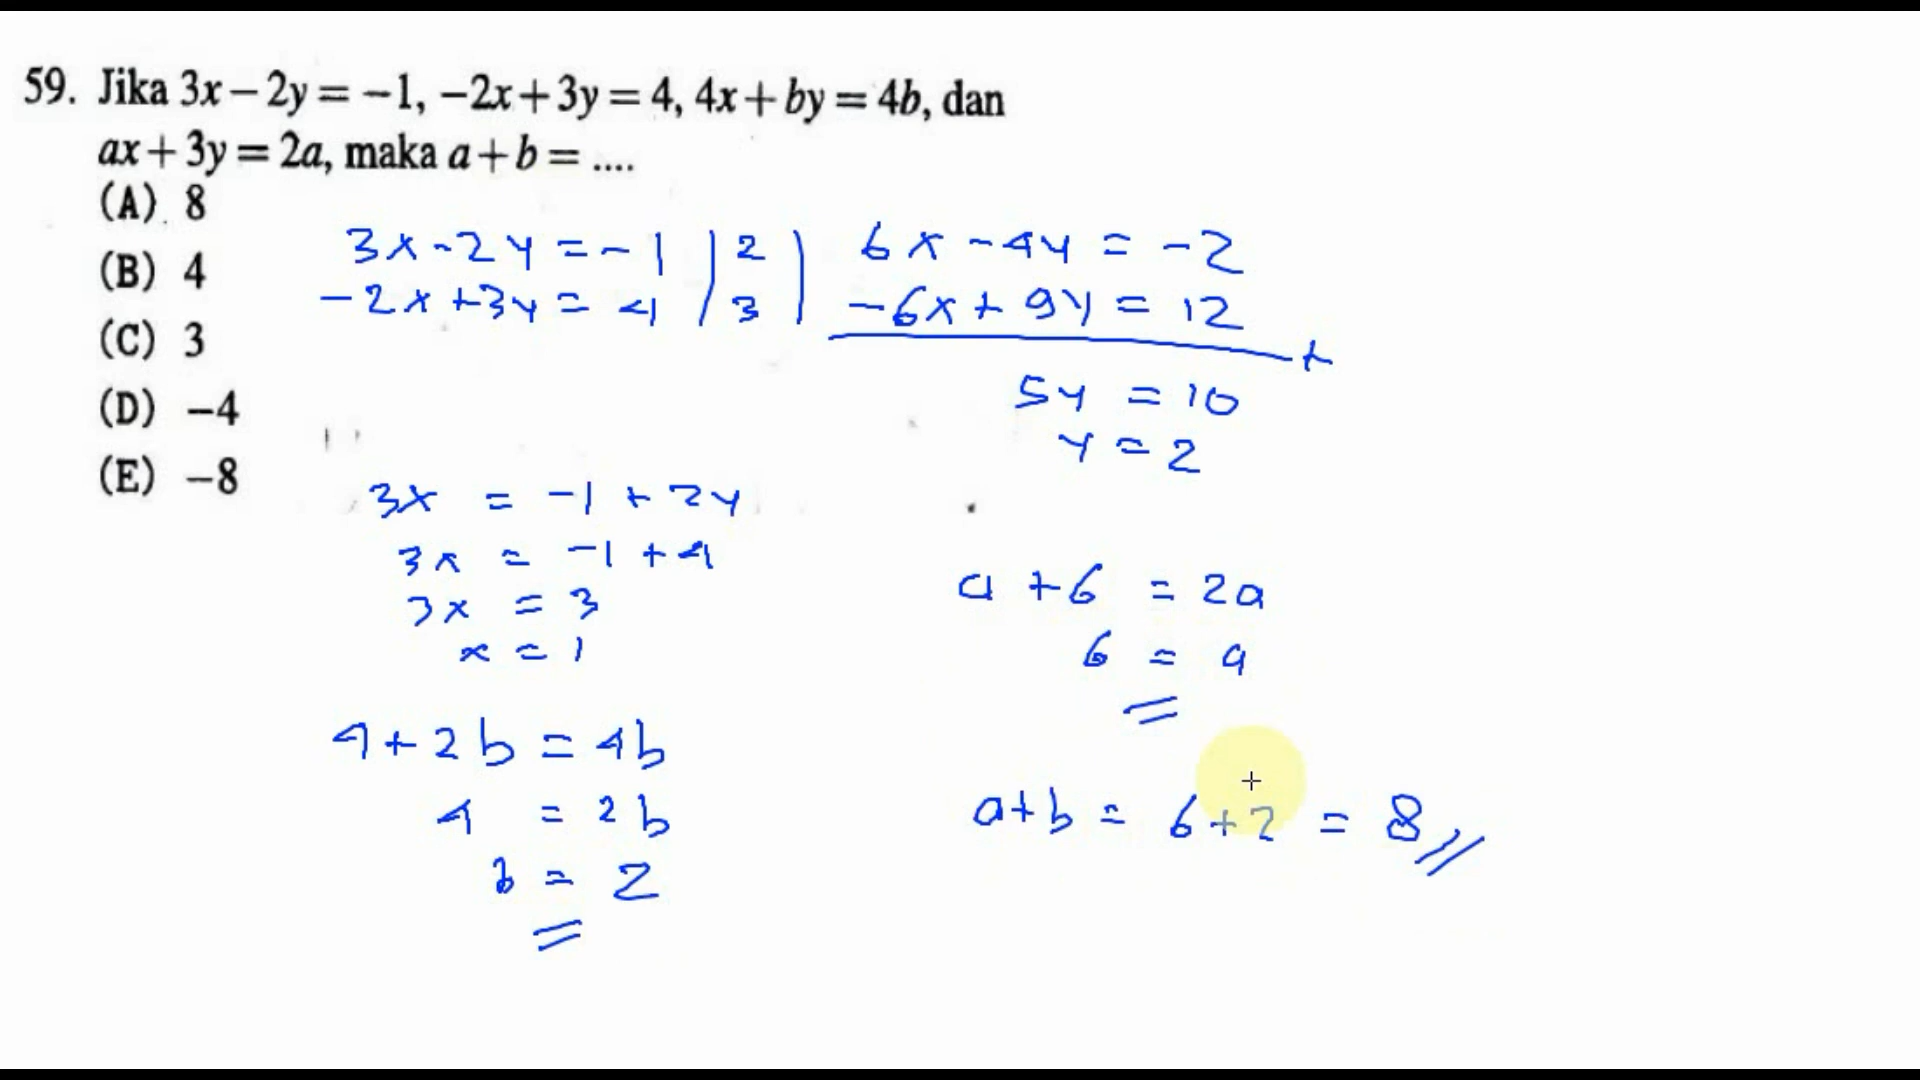 59. Jika 3x − 2y = −1, −2x + 3y = 4, 4x + by = 4b, dan
ax + 3y = 2a, maka a + b = ....
(A) 8
(B) 4
(C) 3
(D) −4
(E) −8
3x - 2y = -1 | 2 | 6x - 4y = -2
-2x + 3y = 4 | 3 | -6x + 9y = 12
+
5y = 10
y = 2
3x = -1 + 2y
3x = -1 + 4
3x = 3
x = 1
4 + 2b = 4b
4 = 2b
b = 2
a + 6 = 2a
6 = a
a + b = 6 + 2 = 8